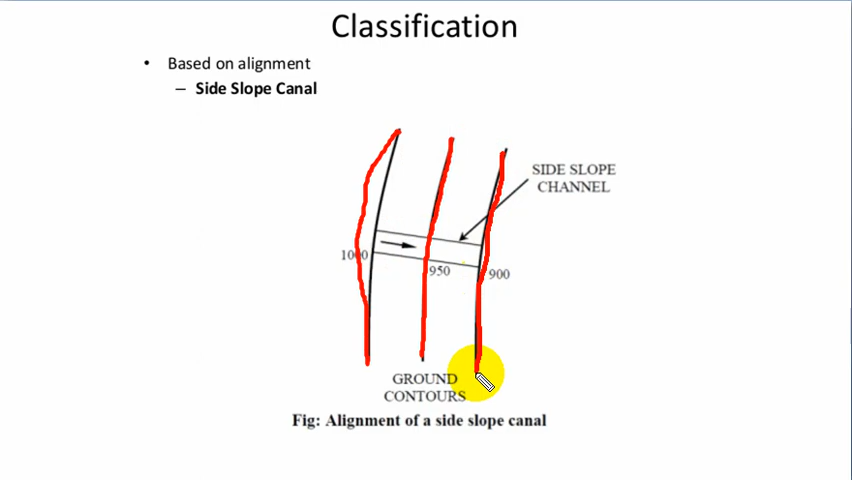 Classification
• Based on alignment
– Side Slope Canal
SIDE SLOPE
CHANNEL
1000
950
900
GROUND
CONTOURS
Fig: Alignment of a side slope canal